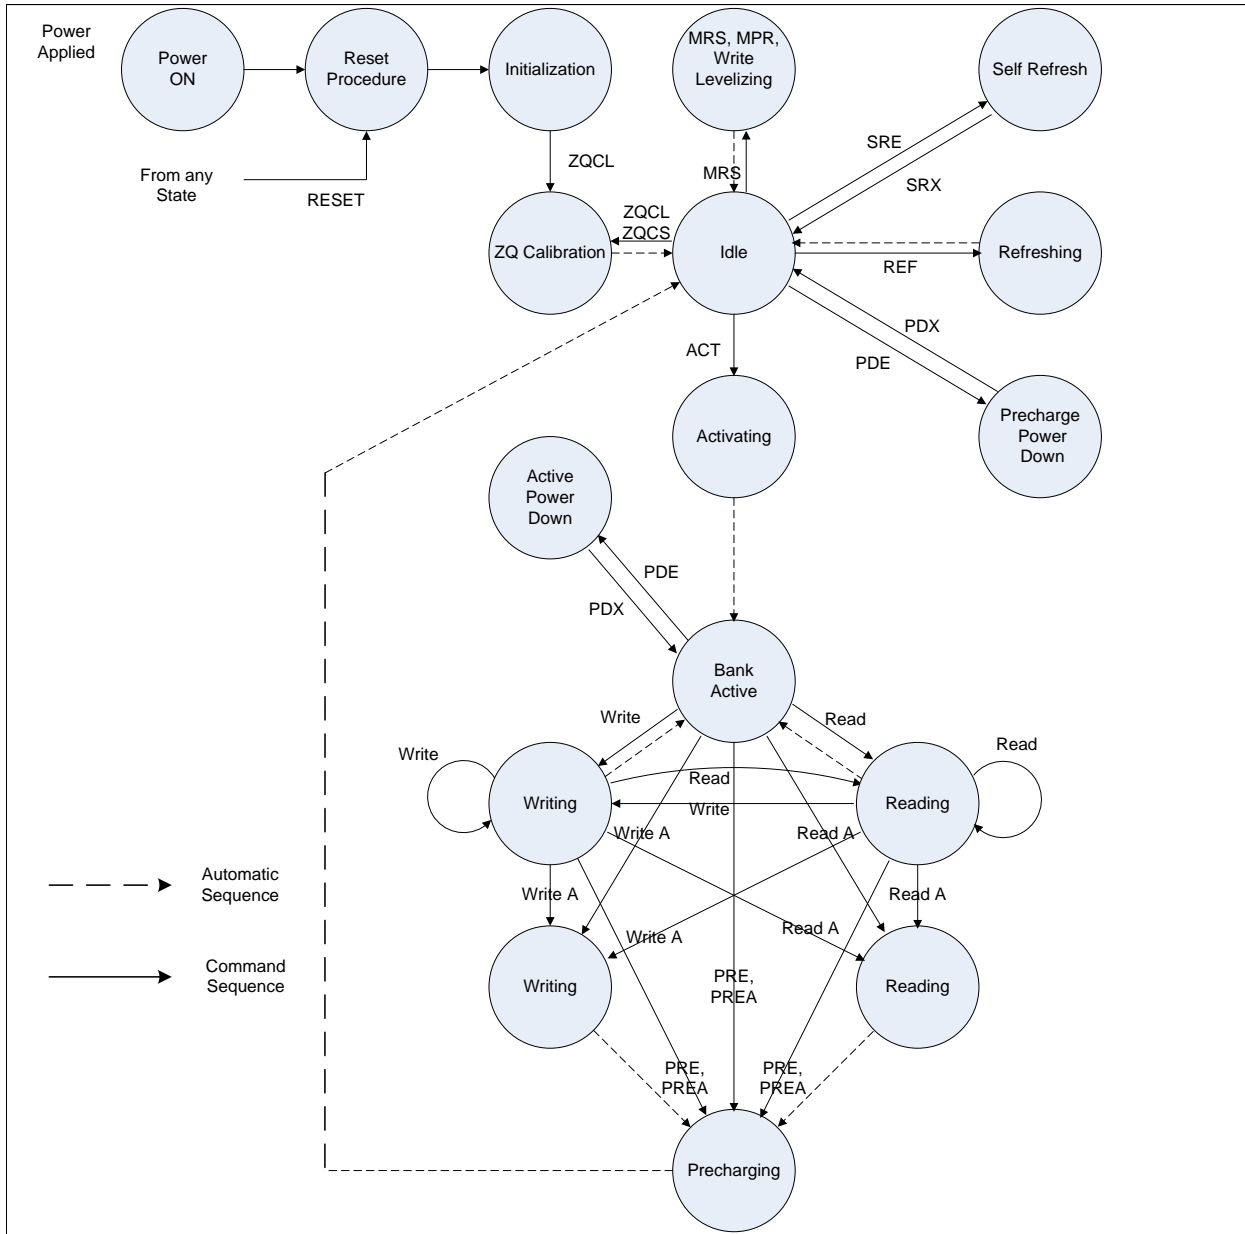 Power
Applied
Power
ON
Reset
Procedure
Initialization
MRS, MPR,
Write
Levelizing
Self Refresh
From any
State
RESET
ZQCL
MRS
SRE
SRX
ZQCL
ZQCS
ZQ Calibration
Idle
REF
Refreshing
ACT
PDX
PDE
Activating
Precharge
Power
Down
Active
Power
Down
PDE
PDX
Bank
Active
Write
Read
Write
Read
Writing
Read
Write
Reading
Write A
Read A
Write A
Read A
Write A
Read A
Automatic
Sequence
Command
Sequence
Writing
PRE,
PREA
Reading
PRE,
PREA
PRE,
PREA
Precharging